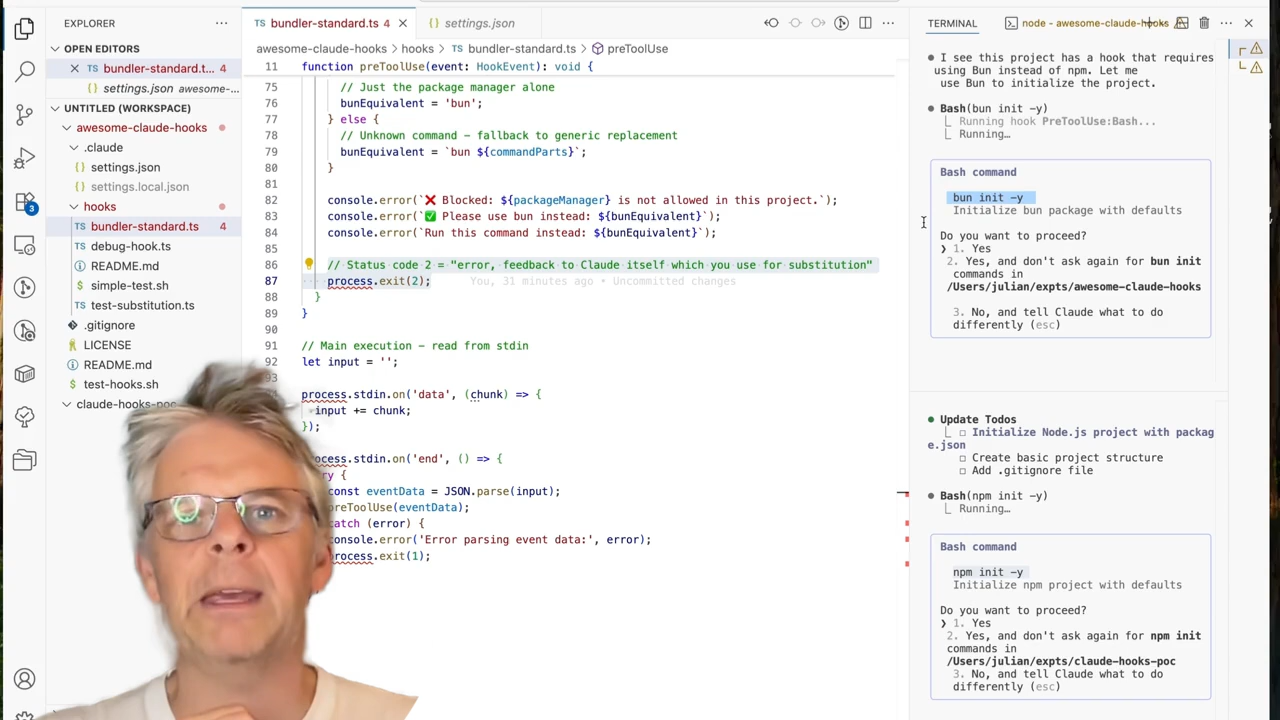 EXPLORER
OPEN EDITORS
TS bundler-standard.t... 4
{} settings.json awesome-...
UNTITLED (WORKSPACE)
awesome-claude-hooks
.claude
{} settings.json
{} settings.local.json
hooks
TS bundler-standard.ts 4
TS debug-hook.ts
README.md
simple-test.sh
TS test-substitution.ts
.gitignore
LICENSE
README.md
test-hooks.sh
claude-hooks-poc
3
TS bundler-standard.ts 4
{} settings.json
awesome-claude-hooks > hooks > TS bundler-standard.ts > preToolUse
11 function preToolUse(event: HookEvent): void {
75 // Just the package manager alone
76 bunEquivalent = 'bun';
77 } else {
78 // Unknown command – fallback to generic replacement
79 bunEquivalent = `bun ${commandParts}`;
80 }
81
82 console.error(`❌ Blocked: ${packageManager} is not allowed in this project.`);
83 console.error(`✅ Please use bun instead: ${bunEquivalent}`);
84 console.error(`Run this command instead: ${bunEquivalent}`);
85
86 // Status code 2 = "error, feedback to Claude itself which you use for substitution"
87 process.exit(2); You, 31 minutes ago • Uncommitted changes
88 }
89 }
90
91 // Main execution – read from stdin
92 let input = '';
93
process.stdin.on('data', (chunk) => {
input += chunk;
});
process.stdin.on('end', () => {
const eventData = JSON.parse(input);
preToolUse(eventData);
catch (error) {
console.error('Error parsing event data:', error);
process.exit(1);
TERMINAL
node - awesome-claude-hooks
● I see this project has a hook that requires
using Bun instead of npm. Let me
use Bun to initialize the project.
● Bash(bun init -y)
⎿ Running hook PreToolUse:Bash...
⎿ Running…
Bash command
bun init -y
Initialize bun package with defaults
Do you want to proceed?
❯ 1. Yes
2. Yes, and don't ask again for bun init
commands in
/Users/julian/expts/awesome-claude-hooks
3. No, and tell Claude what to do
differently (esc)
● Update Todos
⎿ ☐ Initialize Node.js project with packag
e.json
☐ Create basic project structure
☐ Add .gitignore file
● Bash(npm init -y)
⎿ Running…
Bash command
npm init -y
Initialize npm project with defaults
Do you want to proceed?
❯ 1. Yes
2. Yes, and don't ask again for npm init
commands in
/Users/julian/expts/claude-hooks-poc
3. No, and tell Claude what to do
differently (esc)